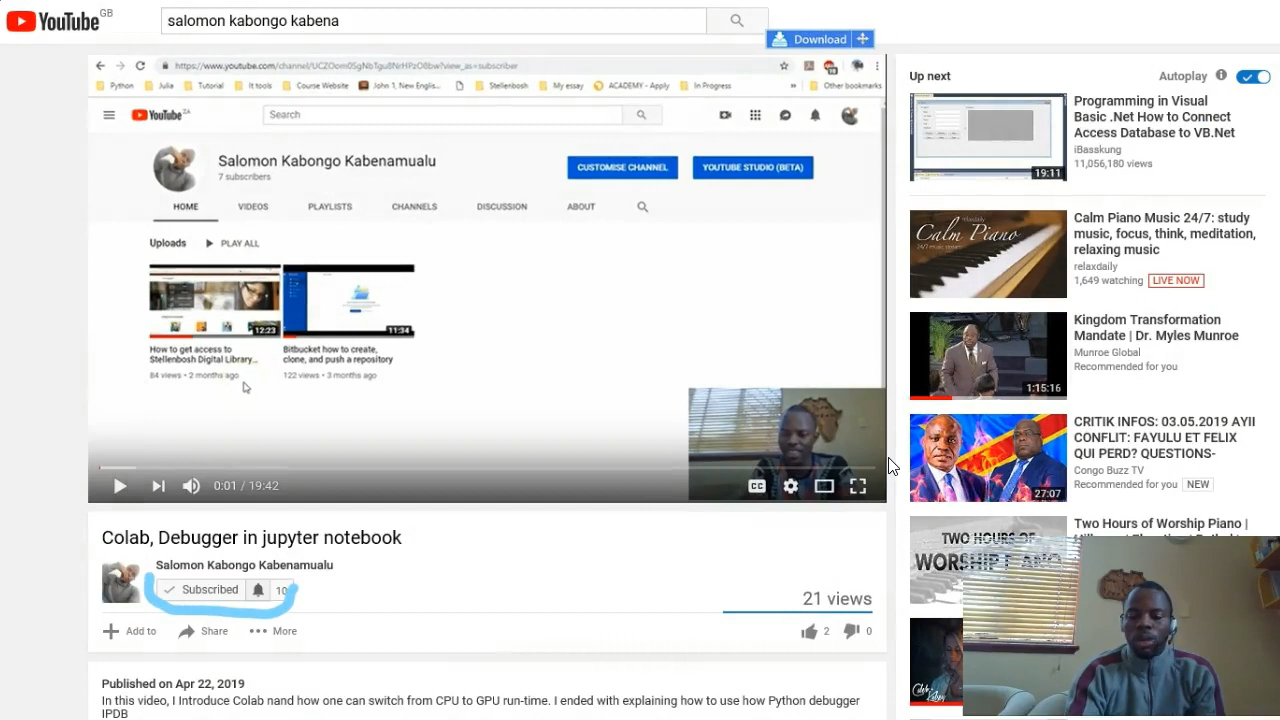 YouTube GB
salomon kabongo kabena
Download
https://www.youtube.com/channel/UCZOom0SgNbTgu8NrHPzO8bw?view_as=subscriber
Python
Julia
Tutorial
It tools
Course Website
John 1, New Englis...
Stellenbosh
My essay
ACADEMY - Apply
In Progress
Other bookmarks
YouTube ZA
Search
Salomon Kabongo Kabenamualu
7 subscribers
CUSTOMISE CHANNEL
YOUTUBE STUDIO (BETA)
HOME
VIDEOS
PLAYLISTS
CHANNELS
DISCUSSION
ABOUT
Uploads
PLAY ALL
12:23
How to get access to
Stellenbosh Digital Library...
84 views • 2 months ago
11:34
Bitbucket how to create,
clone, and push a repository
122 views • 3 months ago
0:01 / 19:42
CC
Colab, Debugger in jupyter notebook
Salomon Kabongo Kabenamualu
Subscribed
21 views
Add to
Share
More
2
0
Published on Apr 22, 2019
In this video, I Introduce Colab nand how one can switch from CPU to GPU run-time. I ended with explaining how to use how Python debugger
IPDB
Up next
Autoplay
19:11
Programming in Visual
Basic .Net How to Connect
Access Database to VB.Net
iBasskung
11,056,180 views
relaxdaily
Calm Piano
Calm Piano Music 24/7: study
music, focus, think, meditation,
relaxing music
relaxdaily
1,649 watching
LIVE NOW
1:15:16
Kingdom Transformation
Mandate | Dr. Myles Munroe
Munroe Global
Recommended for you
27:07
CRITIK INFOS: 03.05.2019 AYII
CONFLIT: FAYULU ET FELIX
QUI PERD? QUESTIONS-
Congo Buzz TV
Recommended for you
NEW
TWO HOURS OF
WORSHIP PIANO
Two Hours of Worship Piano |